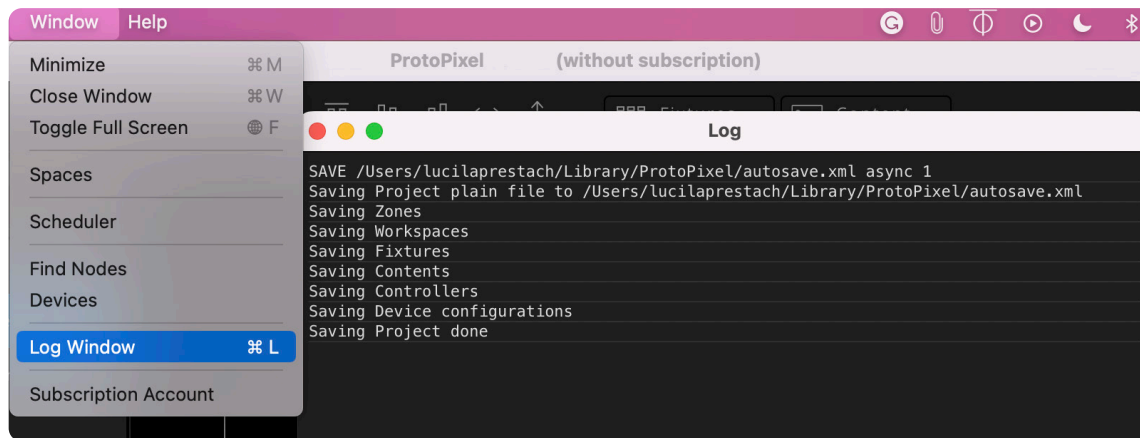 Window Help
ProtoPixel (without subscription)
Minimize ⌘ M
Close Window ⌘ W
Toggle Full Screen F
Spaces
Scheduler
Find Nodes
Devices
Log Window ⌘ L
Subscription Account
Log
SAVE /Users/lucilaprestach/Library/ProtoPixel/autosave.xml async 1
Saving Project plain file to /Users/lucilaprestach/Library/ProtoPixel/autosave.xml
Saving Zones
Saving Workspaces
Saving Fixtures
Saving Contents
Saving Controllers
Saving Device configurations
Saving Project done